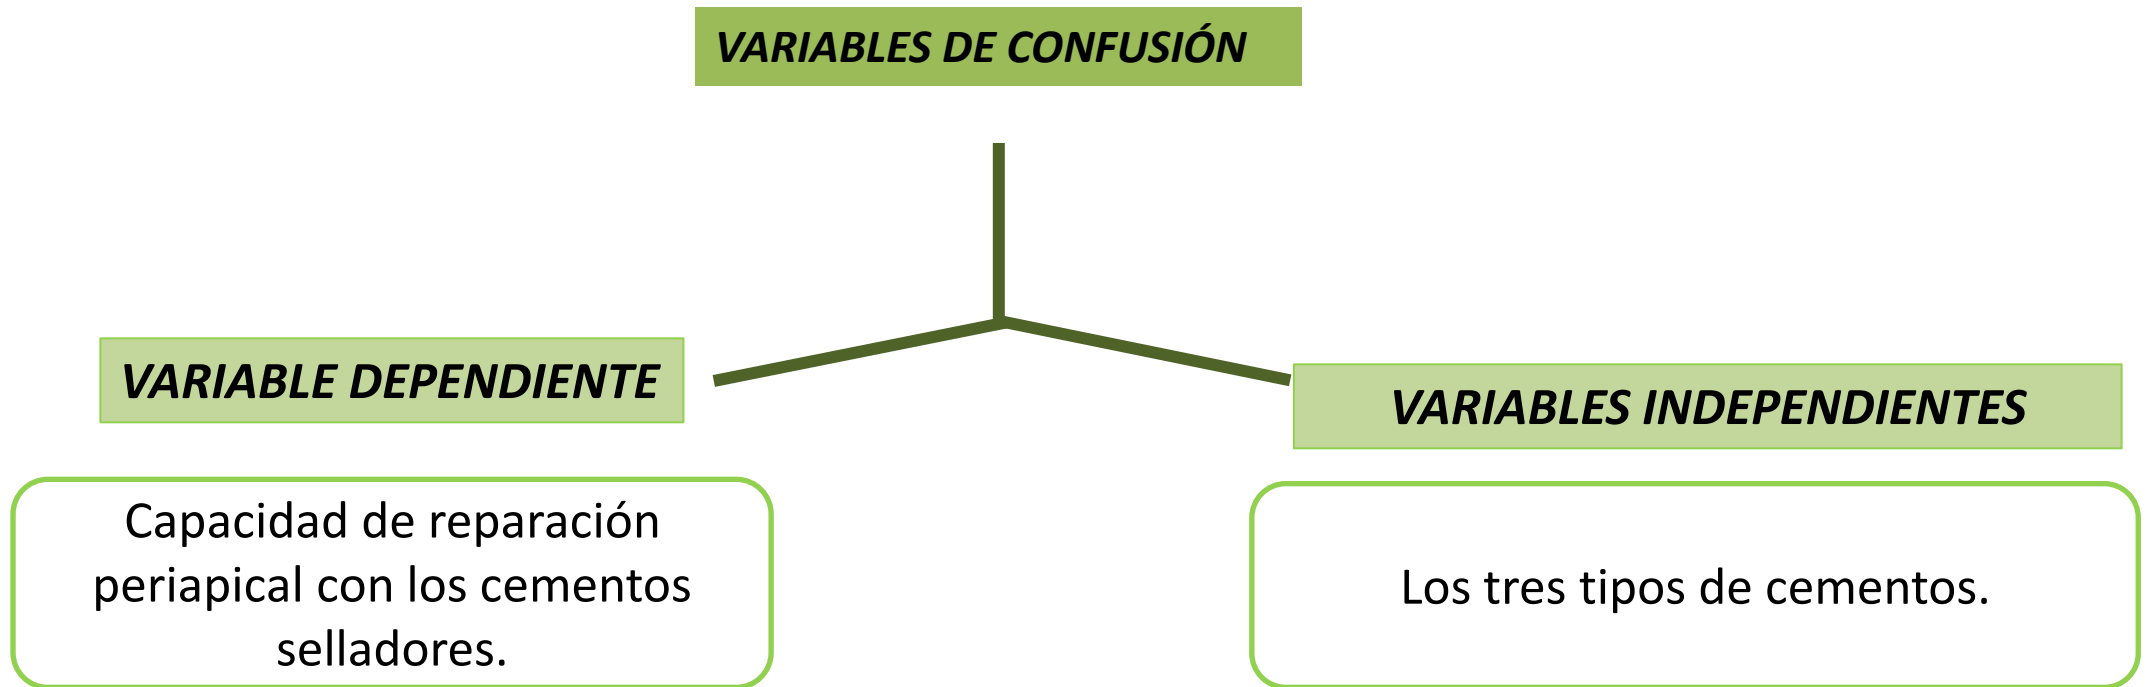 VARIABLES DE CONFUSIÓN
VARIABLE DEPENDIENTE
Capacidad de reparación
periapical con los cementos
selladores.
VARIABLES INDEPENDIENTES
Los tres tipos de cementos.